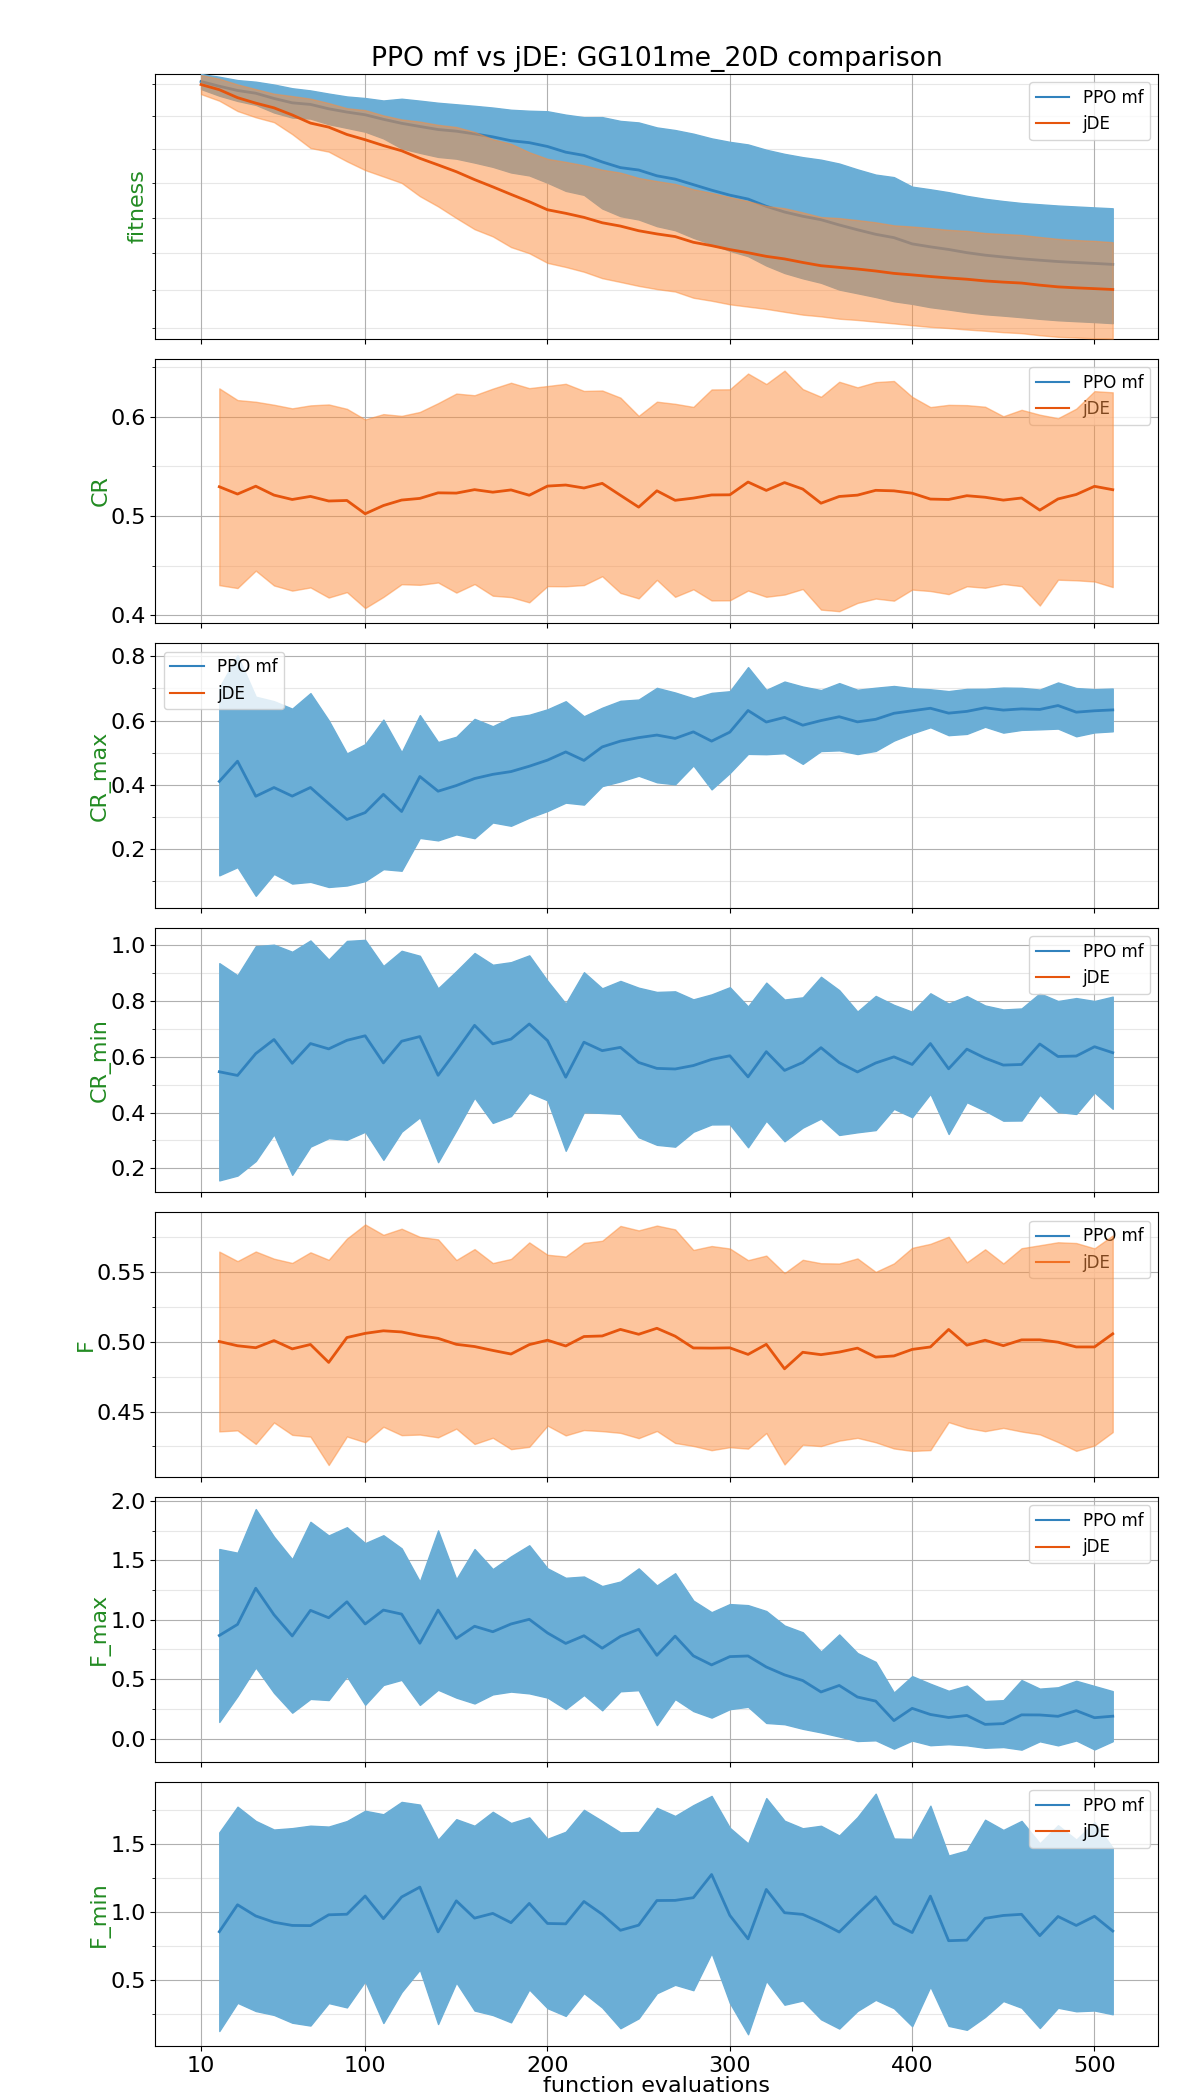 PPO mf vs jDE: GG101me_20D comparison
fitness
PPO mf
jDE
CR
0.6
0.5
0.4
PPO mf
jDE
CR_max
0.8
0.6
0.4
0.2
PPO mf
jDE
CR_min
1.0
0.8
0.6
0.4
0.2
PPO mf
jDE
F
0.55
0.50
0.45
PPO mf
jDE
F_max
2.0
1.5
1.0
0.5
0.0
PPO mf
jDE
F_min
1.5
1.0
0.5
PPO mf
jDE
10 100 200 300 400 500
function evaluations